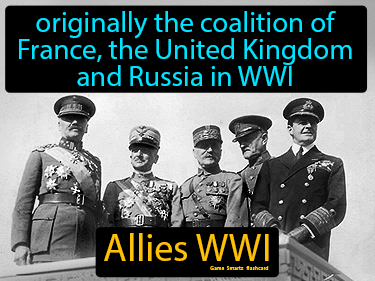 originally the coalition of
France, the United Kingdom
and Russia in WWI
Allies WWI
Game Smartz flashcard